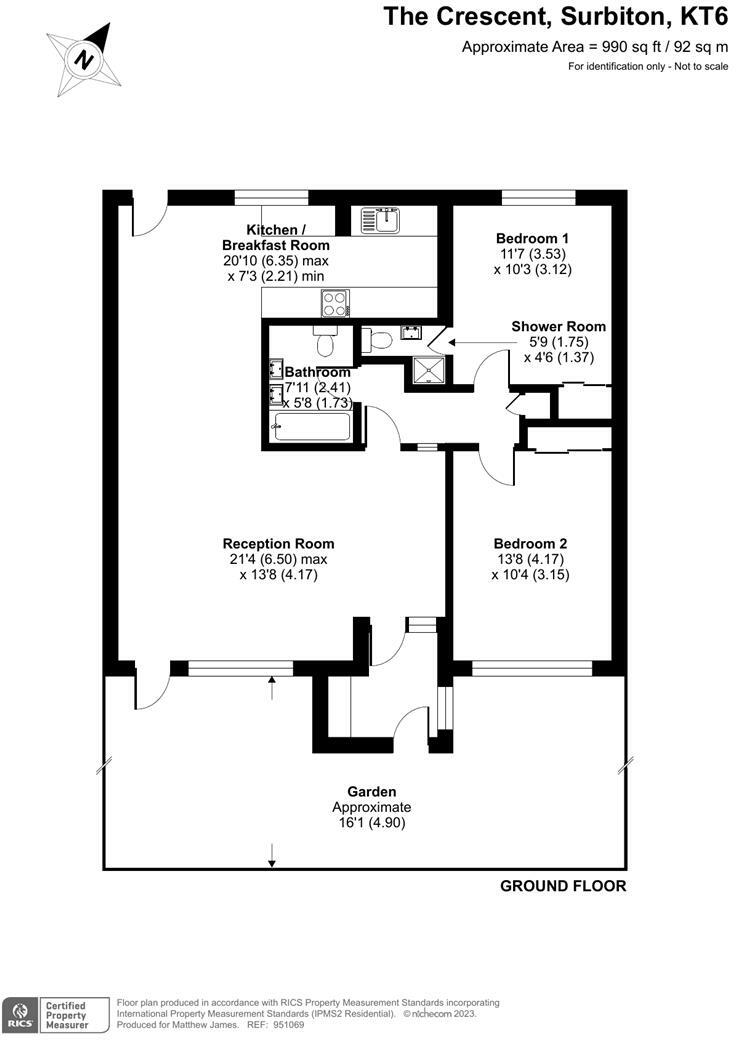 The Crescent, Surbiton, KT6
Approximate Area = 990 sq ft / 92 sq m
For identification only - Not to scale
N
Kitchen /
Breakfast Room
20'10 (6.35) max
x 7'3 (2.21) min
Bedroom 1
11'7 (3.53)
x 10'3 (3.12)
Shower Room
5'9 (1.75)
x 4'6 (1.37)
Bathroom
7'11 (2.41)
x 5'8 (1.73)
Reception Room
21'4 (6.50) max
x 13'8 (4.17)
Bedroom 2
13'8 (4.17)
x 10'4 (3.15)
Garden
Approximate
16'1 (4.90)
GROUND FLOOR
RICS
Certified
Property
Measurer
Floor plan produced in accordance with RICS Property Measurement Standards incorporating
International Property Measurement Standards (IPMS2 Residential). © nıchecom 2023.
Produced for Matthew James. REF: 951069